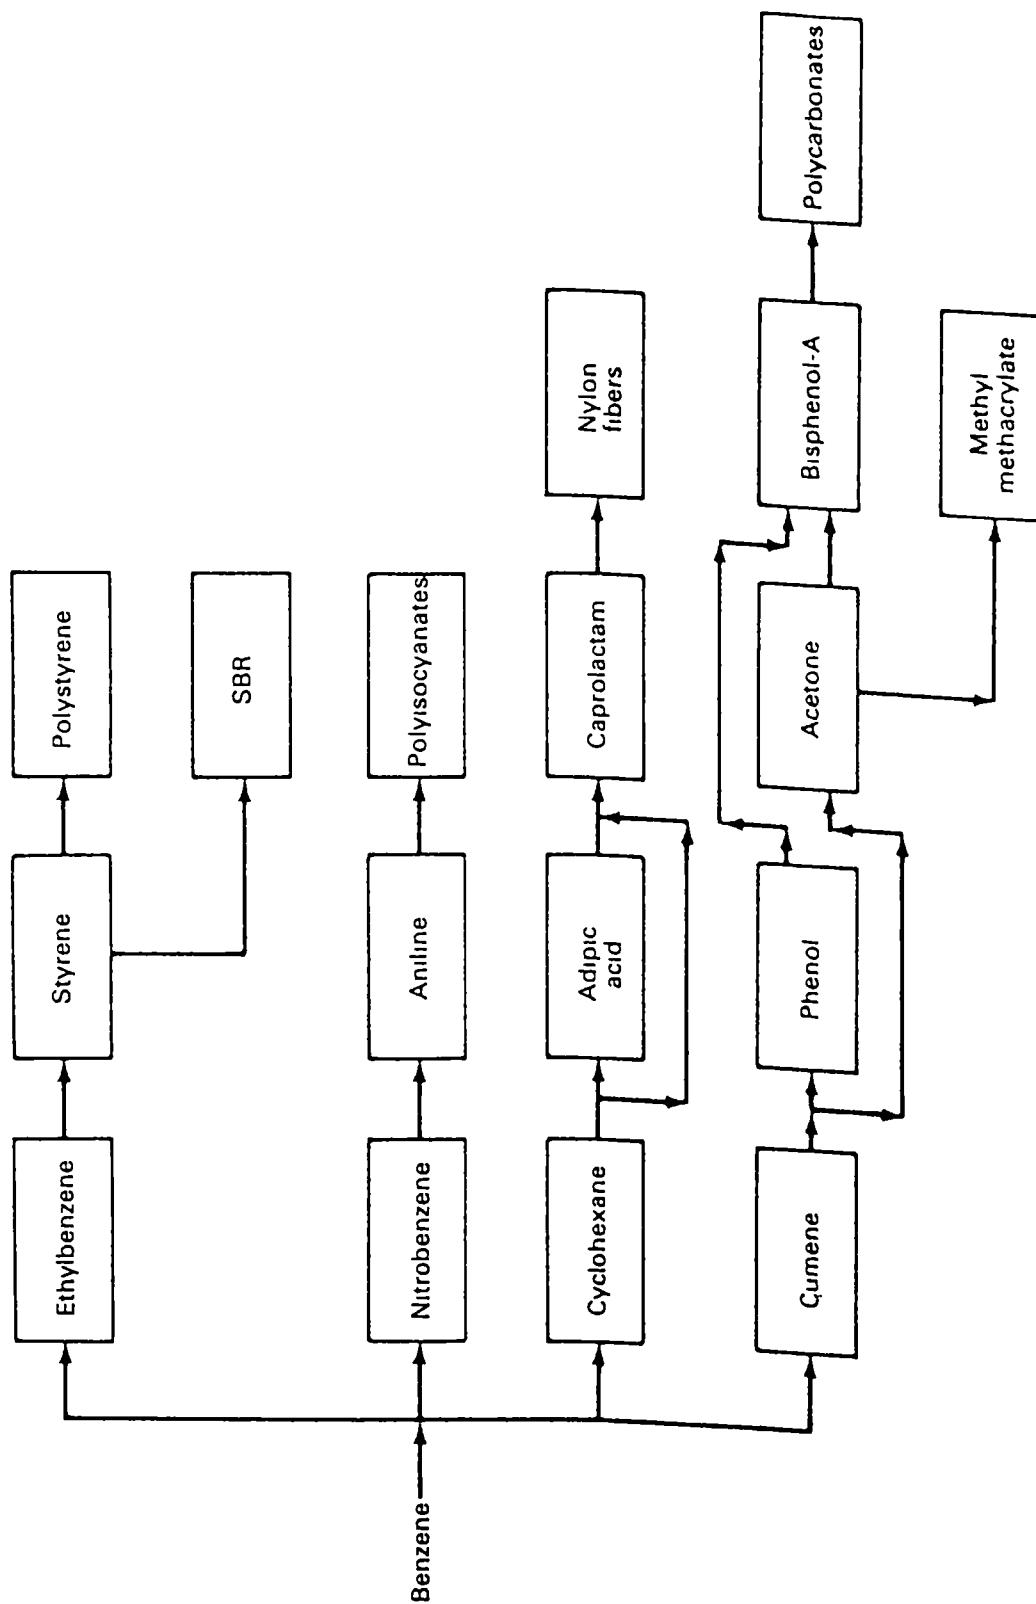 Benzene
Ethylbenzene
Styrene
Polystyrene
SBR
Nitrobenzene
Aniline
Polyisocyanates
Cyclohexane
Adipic
acid
Caprolactam
Nylon
fibers
Cumene
Phenol
Acetone
Bisphenol-A
Polycarbonates
Methyl
methacrylate